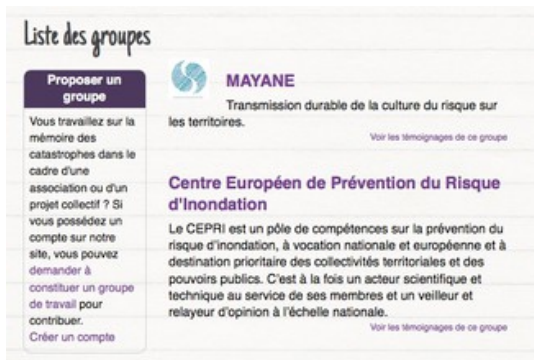 Liste des groupes
Proposer un
groupe
Vous travaillez sur la
mémoire des
catastrophes dans le
cadre d'une
association ou d'un
projet collectif ? Si
vous possédez un
compte sur notre
site, vous pouvez
demander à
constituer un groupe
de travail pour
contribuer.
Créer un compte
MAYANE
Transmission durable de la culture du risque sur
les territoires.
Voir les témoignages de ce groupe
Centre Européen de Prévention du Risque
d'Inondation
Le CEPRI est un pôle de compétences sur la prévention du
risque d'inondation, à vocation nationale et européenne et à
destination prioritaire des collectivités territoriales et des
pouvoirs publics. C'est à la fois un acteur scientifique et
technique au service de ses membres et un veilleur et
relayeur d'opinion à l'échelle nationale.
Voir les témoignages de ce groupe